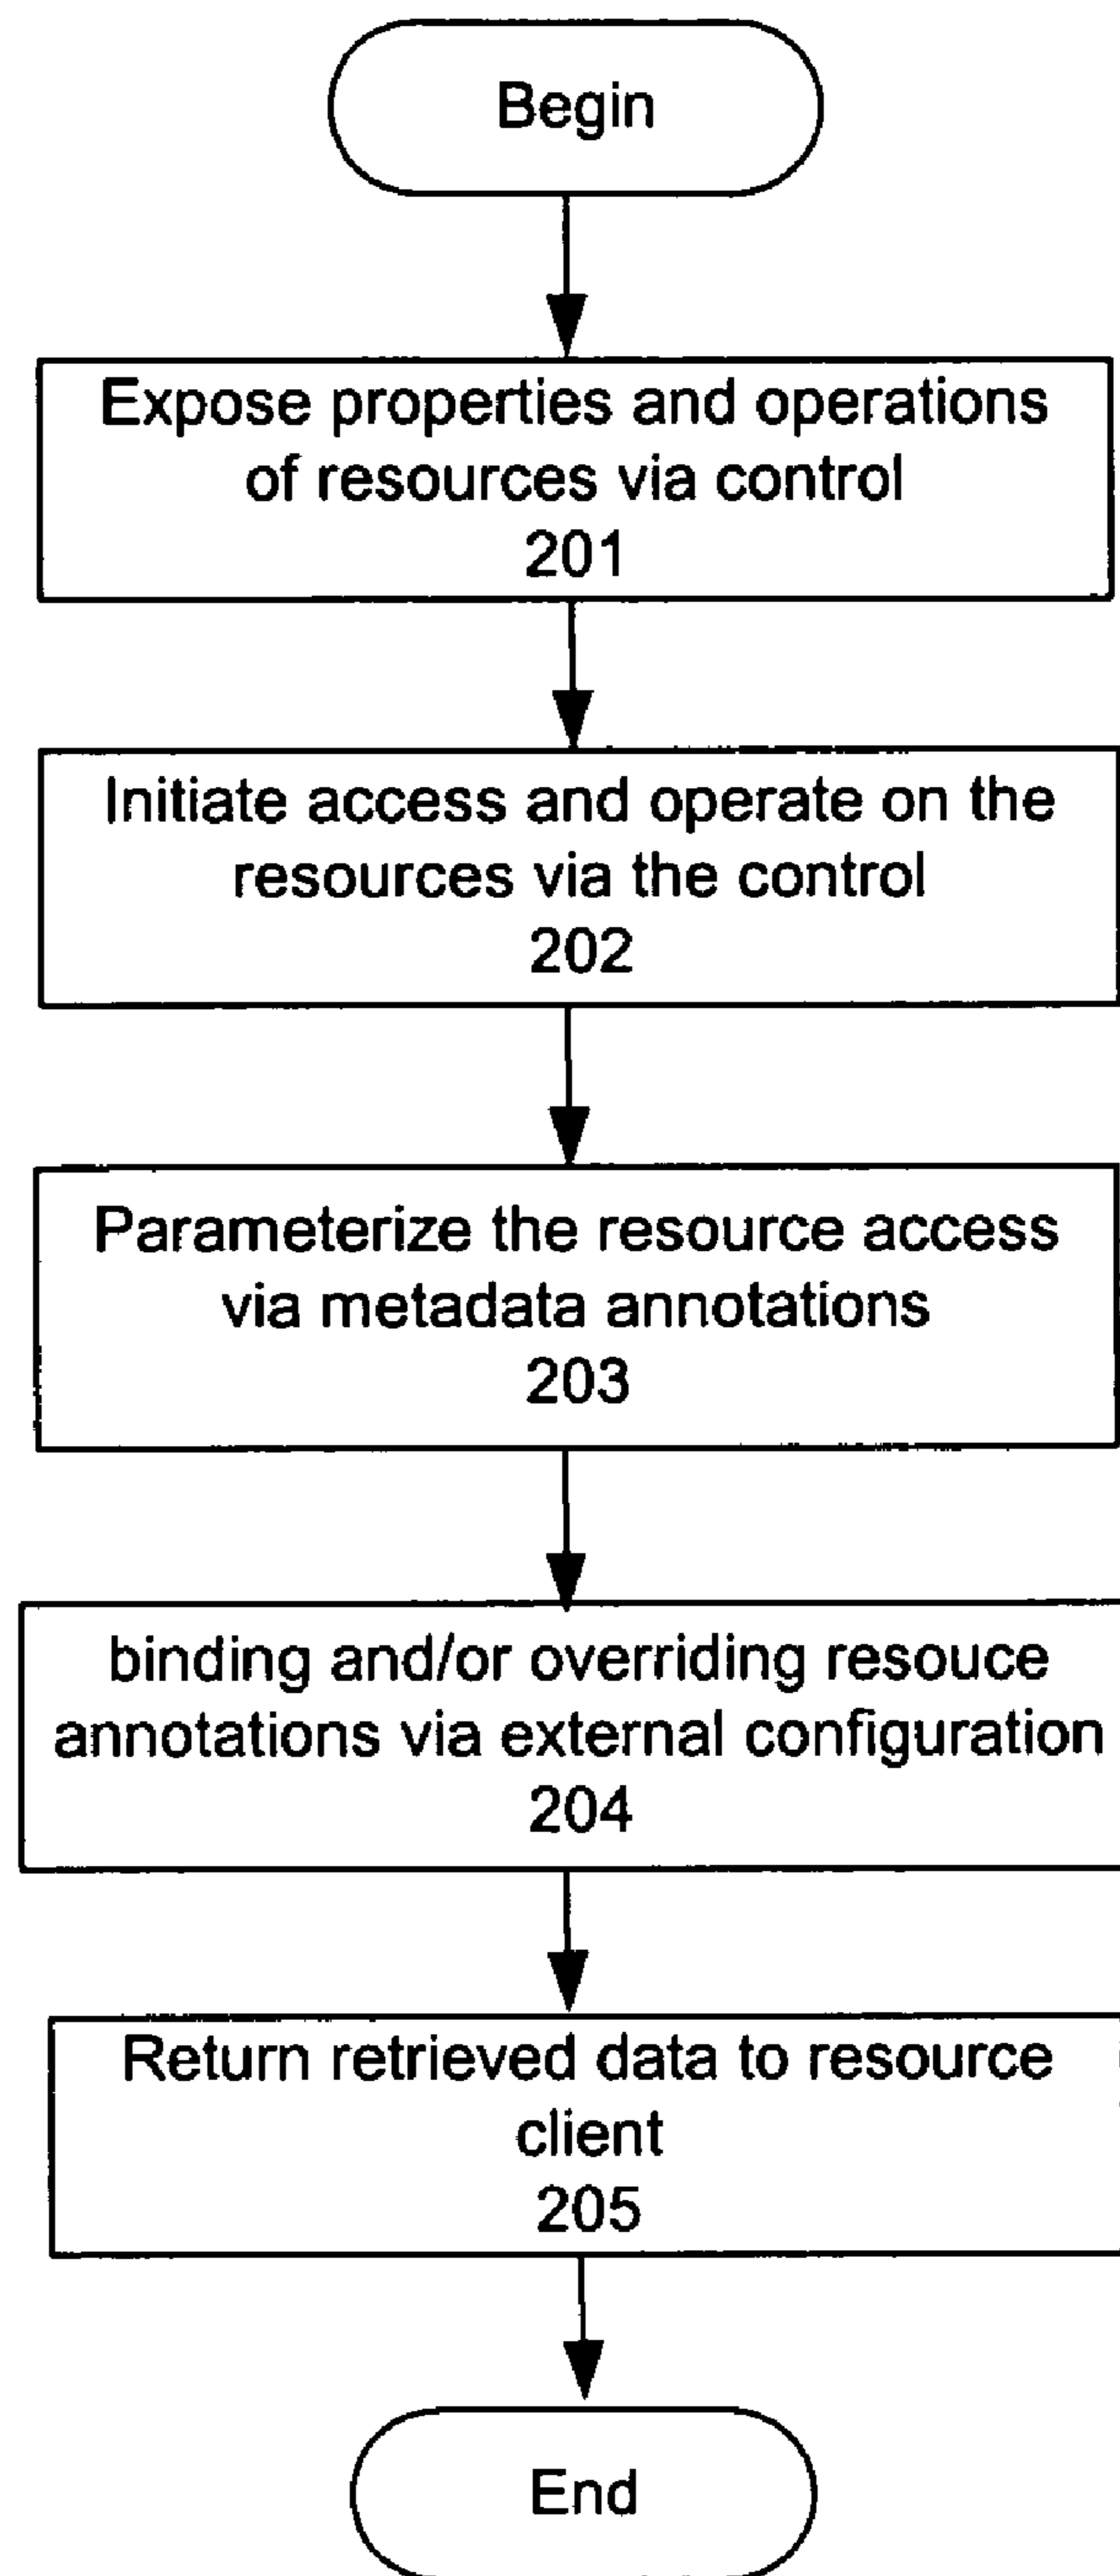 Begin
Expose properties and operations
of resources via control
201
Initiate access and operate on the
resources via the control
202
Parameterize the resource access
via metadata annotations
203
binding and/or overriding resouce
annotations via external configuration
204
Return retrieved data to resource
client
205
End